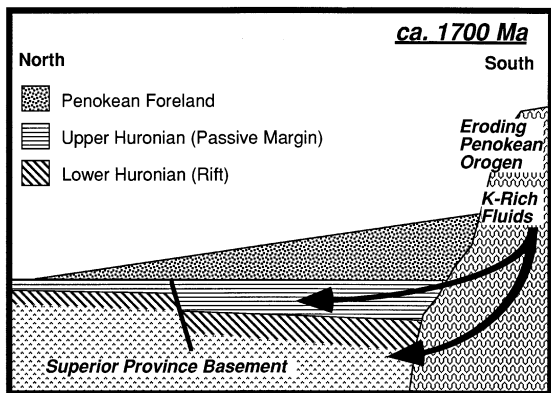 ca. 1700 Ma
North
South
Penokean Foreland
Upper Huronian (Passive Margin)
Lower Huronian (Rift)
Eroding
Penokean
Orogen
K-Rich
Fluids
Superior Province Basement